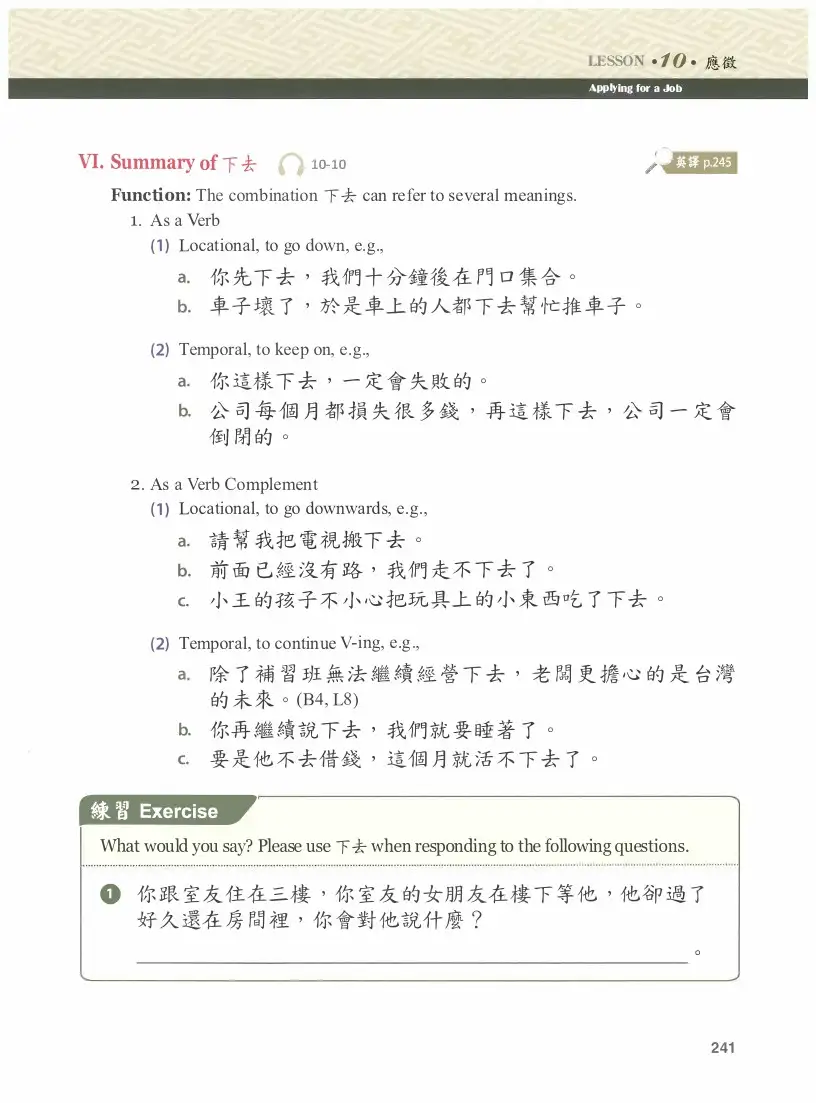 LESSON •10• 應徵
Applying for a Job
VI. Summary of 下去 10-10 英譯 p.245
Function: The combination 下去 can refer to several meanings.
1. As a Verb
(1) Locational, to go down, e.g.,
a. 你先下去，我們十分鐘後在門口集合。
b. 車子壞了，於是車上的人都下去幫忙推車子。
(2) Temporal, to keep on, e.g.,
a. 你這樣下去，一定會失敗的。
b. 公司每個月都損失很多錢，再這樣下去，公司一定會
倒閉的。
2. As a Verb Complement
(1) Locational, to go downwards, e.g.,
a. 請幫我把電視搬下去。
b. 前面已經沒有路，我們走不下去了。
c. 小王的孩子不小心把玩具上的小東西吃了下去。
(2) Temporal, to continue V-ing, e.g.,
a. 除了補習班無法繼續經營下去，老闆更擔心的是台灣
的未來。(B4, L8)
b. 你再繼續說下去，我們就要睡著了。
c. 要是他不去借錢，這個月就活不下去了。
練習 Exercise
What would you say? Please use 下去 when responding to the following questions.
1 你跟室友住在三樓，你室友的女朋友在樓下等他，他卻過了
好久還在房間裡，你會對他說什麼？
。
241